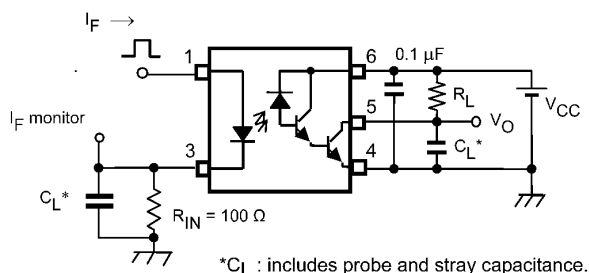 I_F →
1
6
0.1 μF
I_F monitor
5
R_L
V_O
V_CC
3
4
C_L*
C_L*
R_IN = 100 Ω
*C_L : includes probe and stray capacitance.